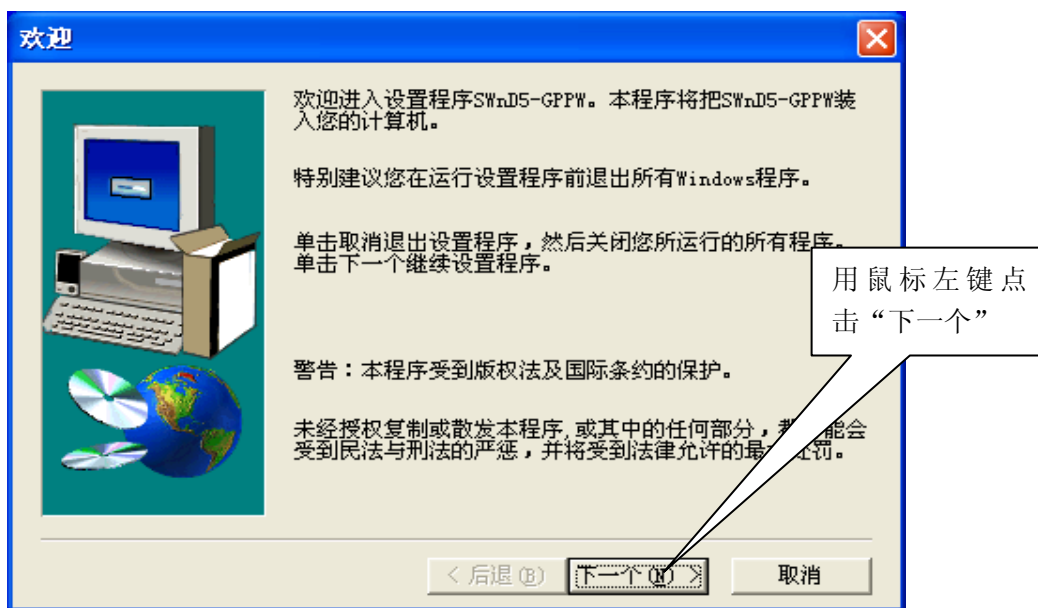 欢迎
欢迎进入设置程序SWnD5-GPPW。本程序将把SWnD5-GPPW装
入您的计算机。
特别建议您在运行设置程序前退出所有Windows程序。
单击取消退出设置程序，然后关闭您所运行的所有程序。
单击下一个继续设置程序。
用鼠标左键点
击“下一个”
警告：本程序受到版权法及国际条约的保护。
未经授权复制或散发本程序,或其中的任何部分，都 能会
受到民法与刑法的严惩，并将受到法律允许的最 处罚。
< 后退(B)
下一个(N) >
取消